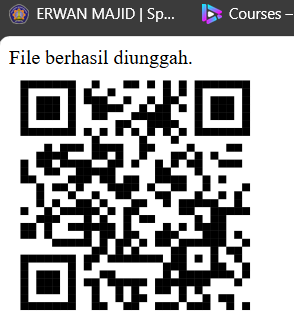 ERWAN MAJID | Sp...
Courses –
File berhasil diunggah.